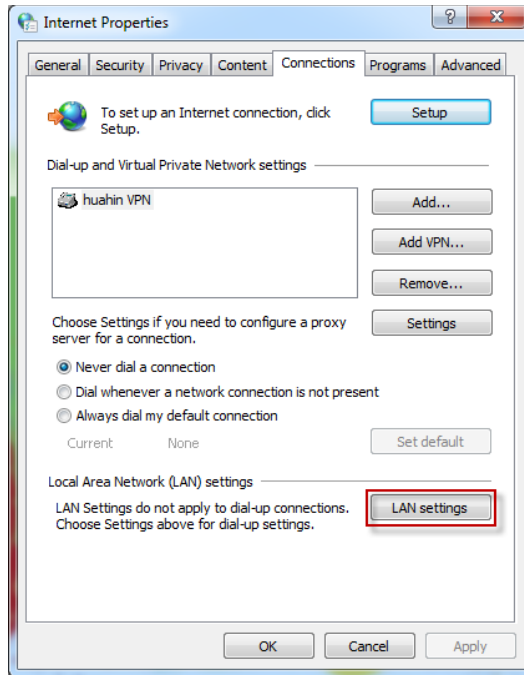 Internet Properties
General Security Privacy Content Connections Programs Advanced
To set up an Internet connection, click
Setup.
Setup
Dial-up and Virtual Private Network settings
huahin VPN
Add...
Add VPN...
Remove...
Choose Settings if you need to configure a proxy
server for a connection.
Settings
Never dial a connection
Dial whenever a network connection is not present
Always dial my default connection
Current None
Set default
Local Area Network (LAN) settings
LAN Settings do not apply to dial-up connections.
Choose Settings above for dial-up settings.
LAN settings
OK Cancel Apply